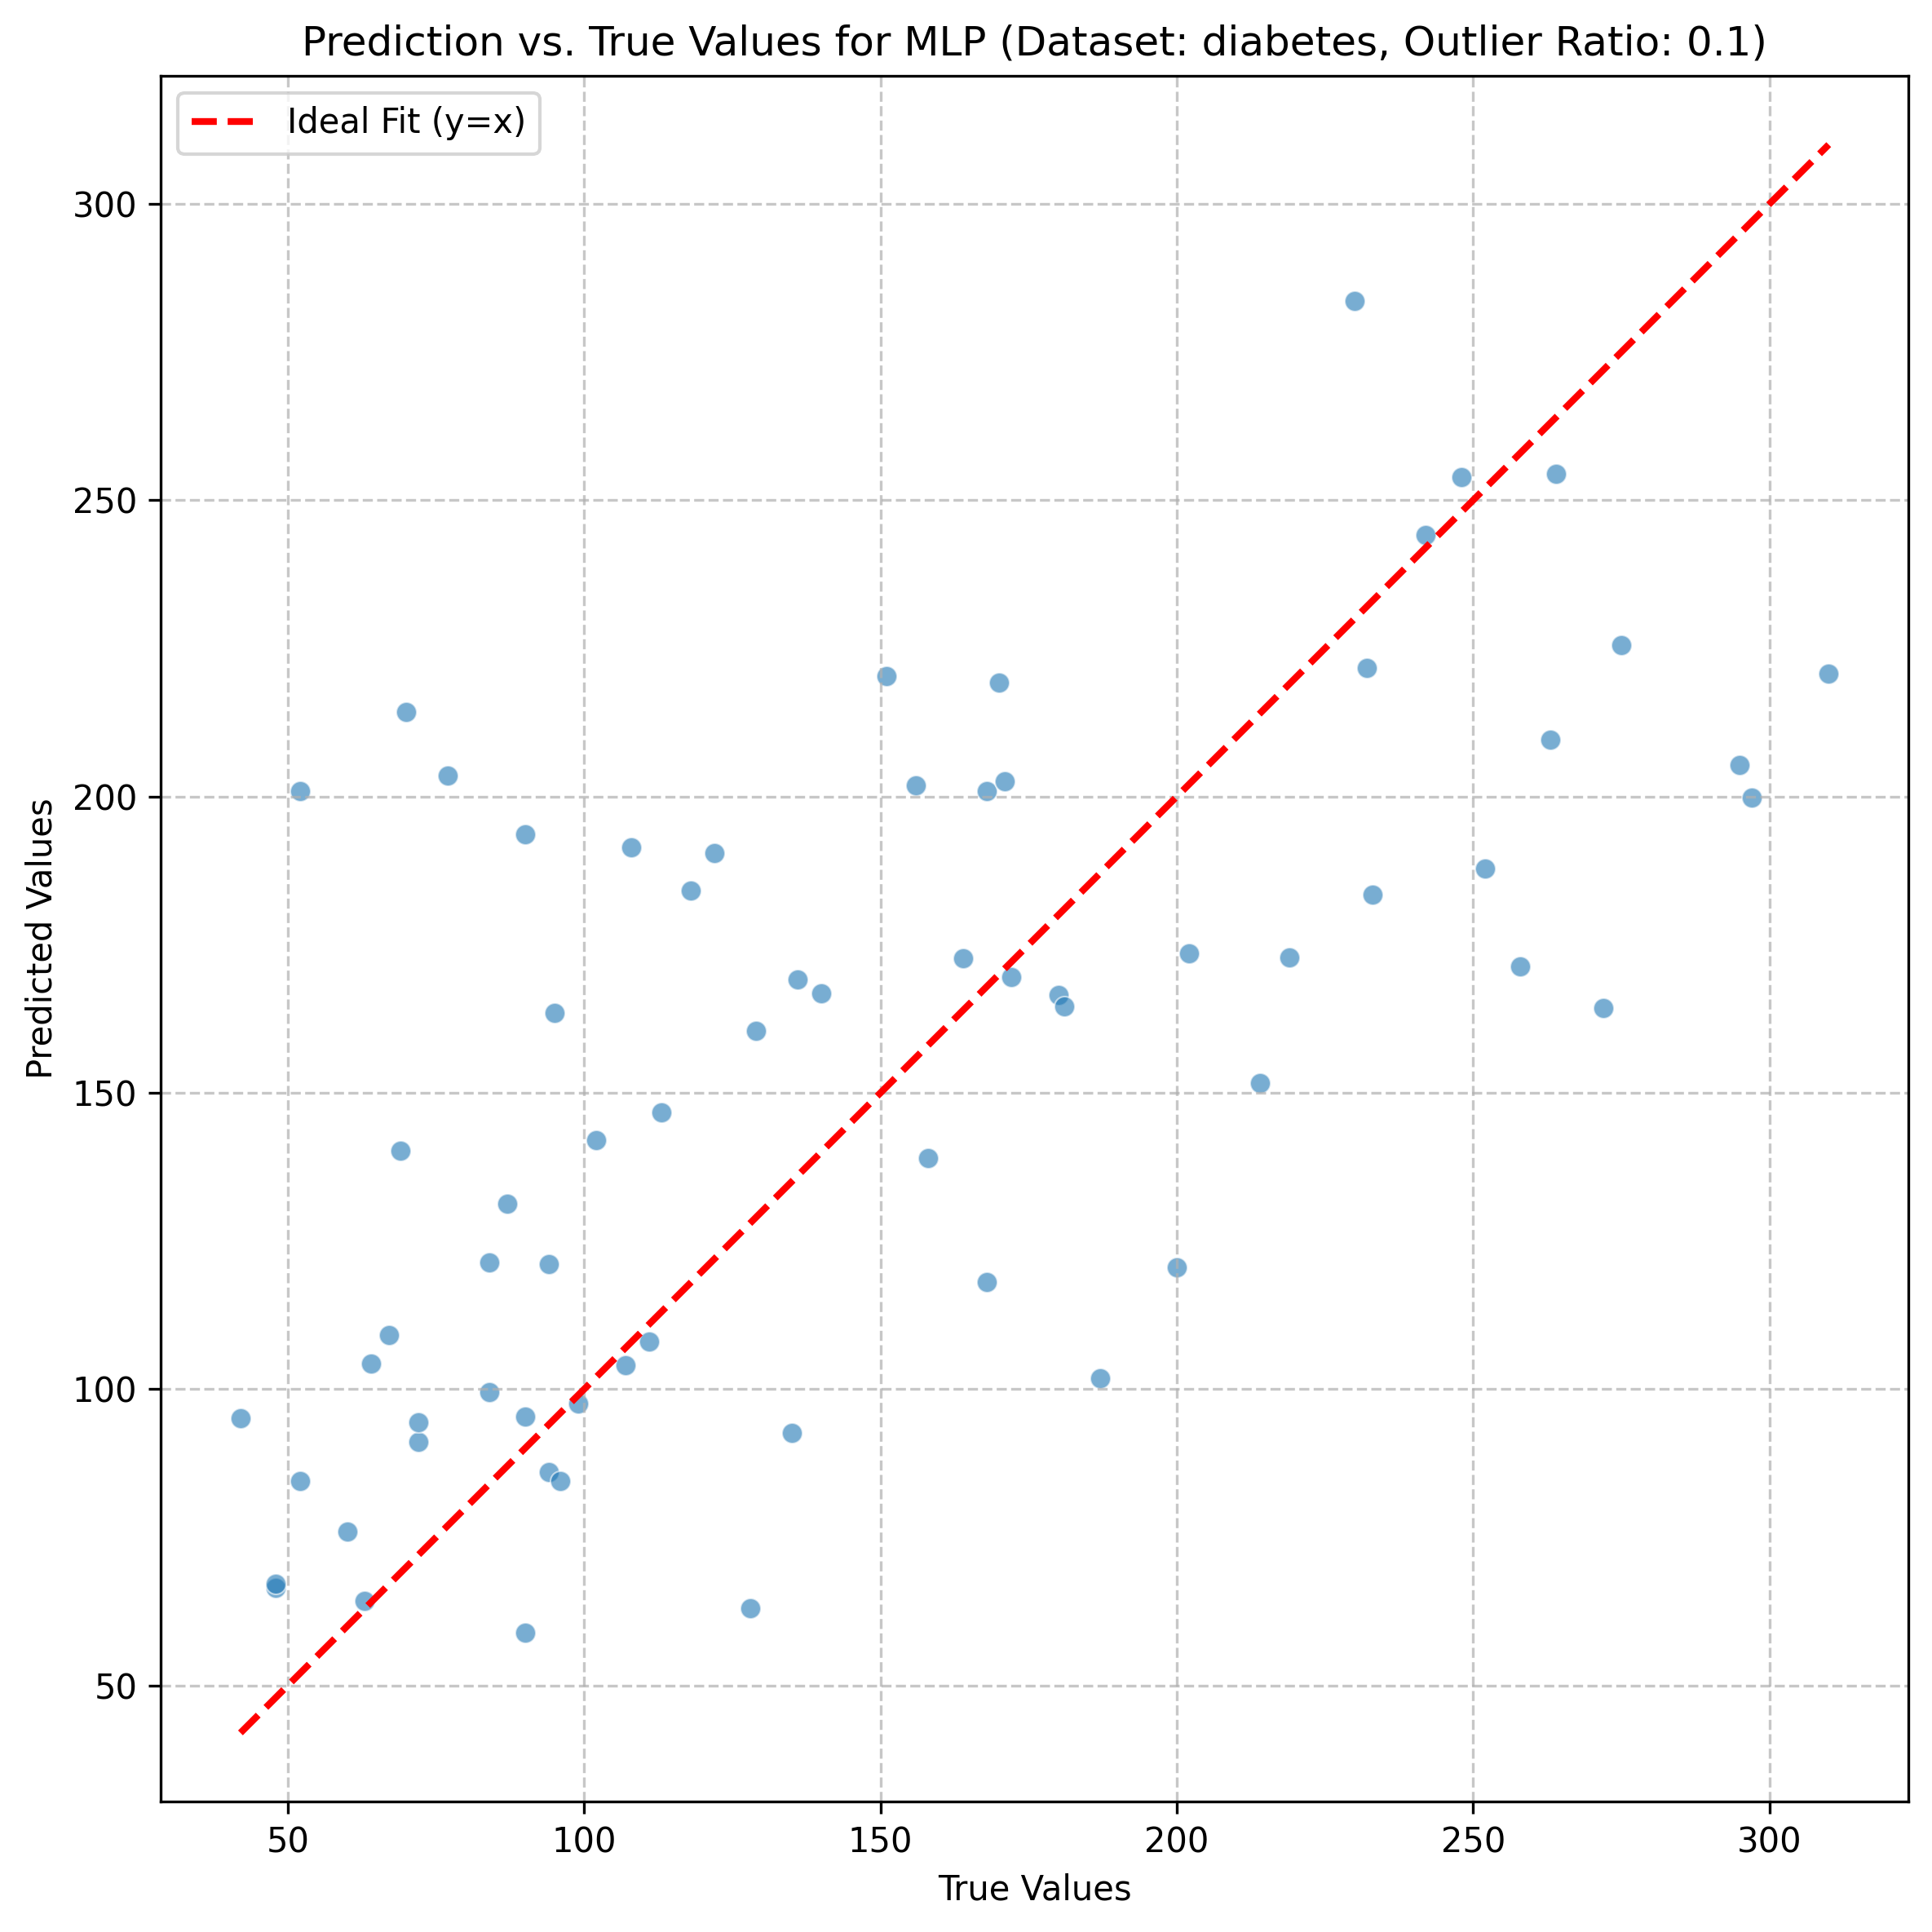 Prediction vs. True Values for MLP (Dataset: diabetes, Outlier Ratio: 0.1)
Ideal Fit (y=x)
Predicted Values
300
250
200
150
100
50
50 100 150 200 250 300
True Values